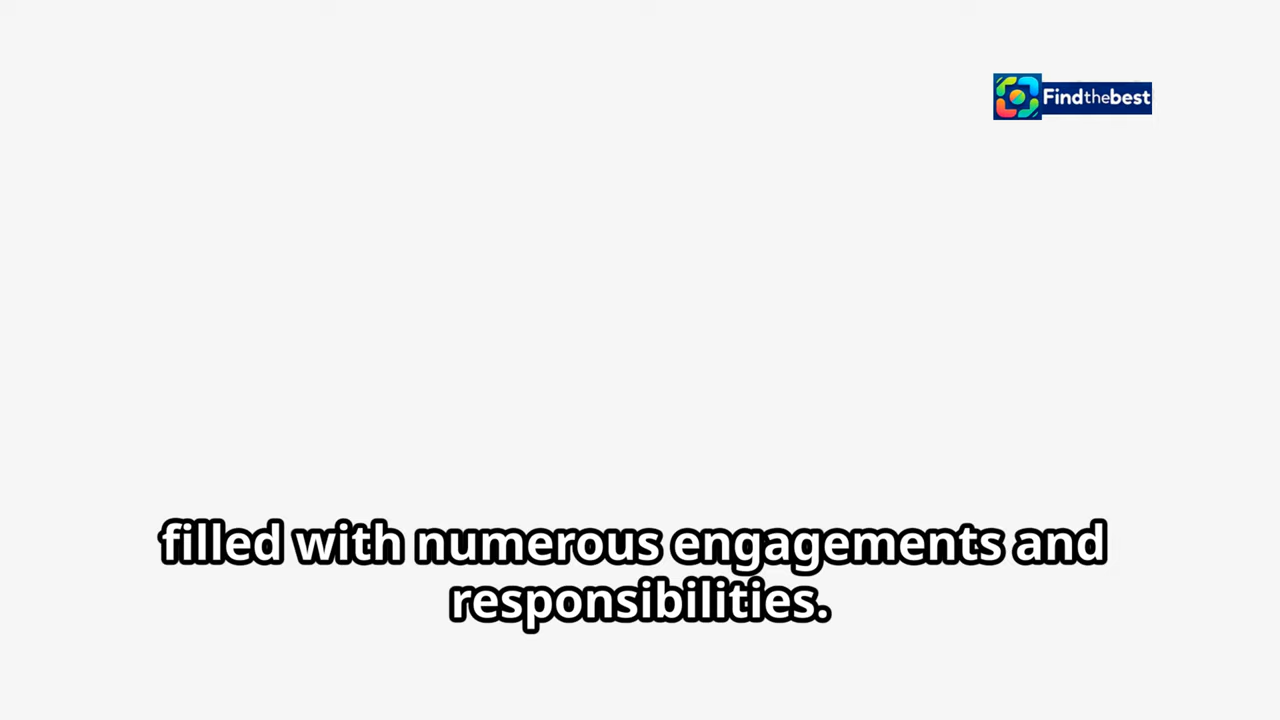 Findthebest
filled with numerous engagements and
responsibilities.